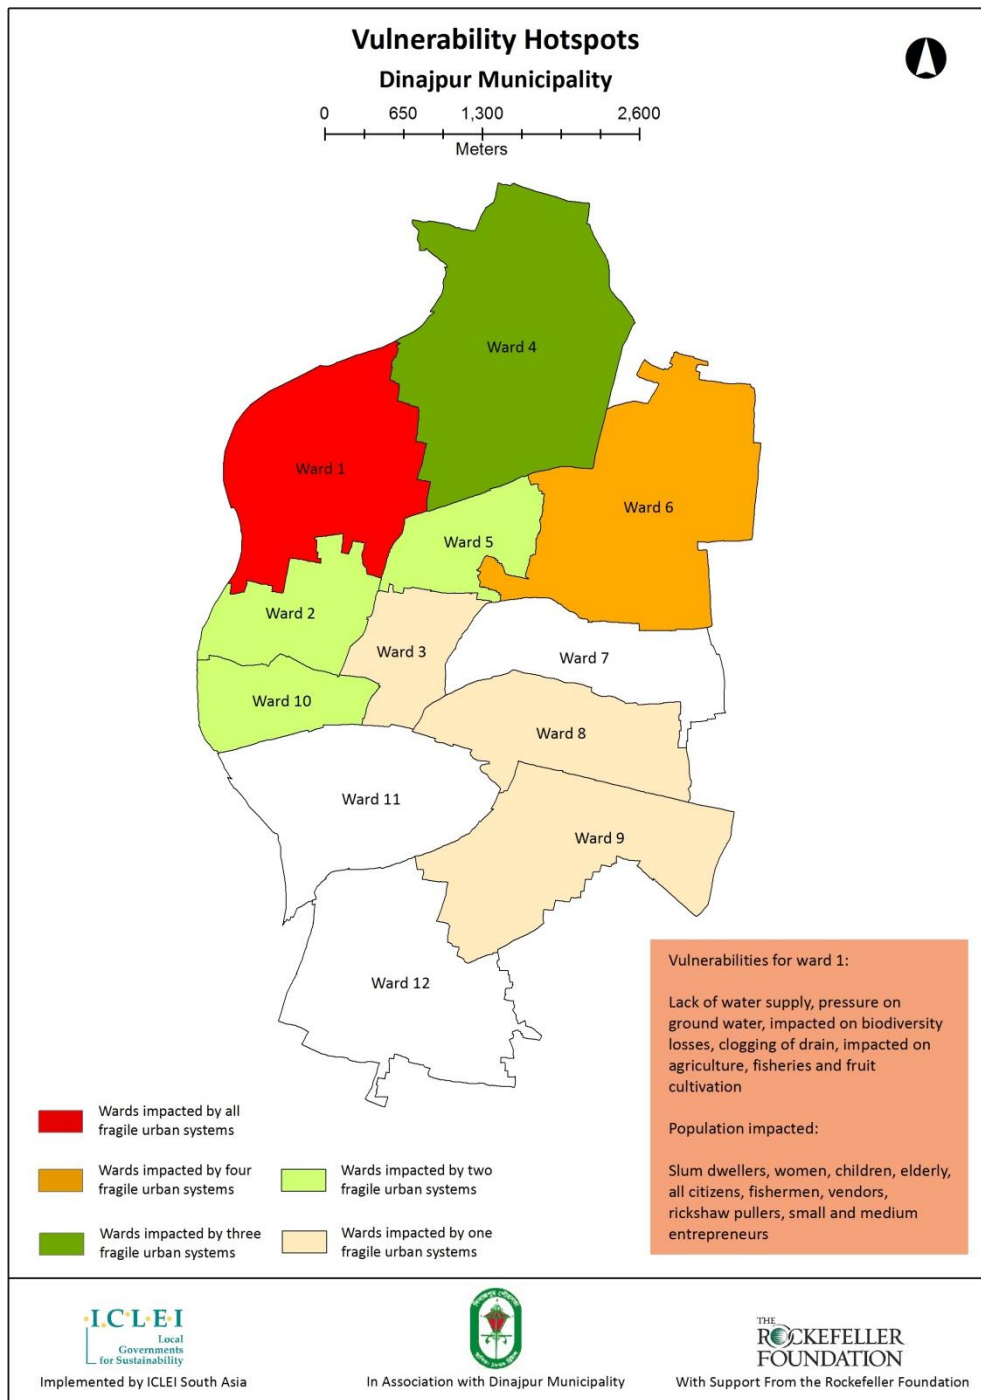 Vulnerability Hotspots
Dinajpur Municipality
0 650 1,300 2,600
Meters
Ward 4
Ward 1
Ward 6
Ward 5
Ward 2
Ward 3
Ward 7
Ward 10
Ward 8
Ward 11
Ward 9
Ward 12
Vulnerabilities for ward 1:
Lack of water supply, pressure on
ground water, impacted on biodiversity
losses, clogging of drain, impacted on
agriculture, fisheries and fruit
cultivation
Population impacted:
Slum dwellers, women, children, elderly,
all citizens, fishermen, vendors,
rickshaw pullers, small and medium
entrepreneurs
Wards impacted by all
fragile urban systems
Wards impacted by four
fragile urban systems
Wards impacted by two
fragile urban systems
Wards impacted by three
fragile urban systems
Wards impacted by one
fragile urban systems
·I·C·L·E·I
Local
Governments
for Sustainability
Implemented by ICLEI South Asia
In Association with Dinajpur Municipality
THE
ROCKEFELLER
FOUNDATION
With Support From the Rockefeller Foundation